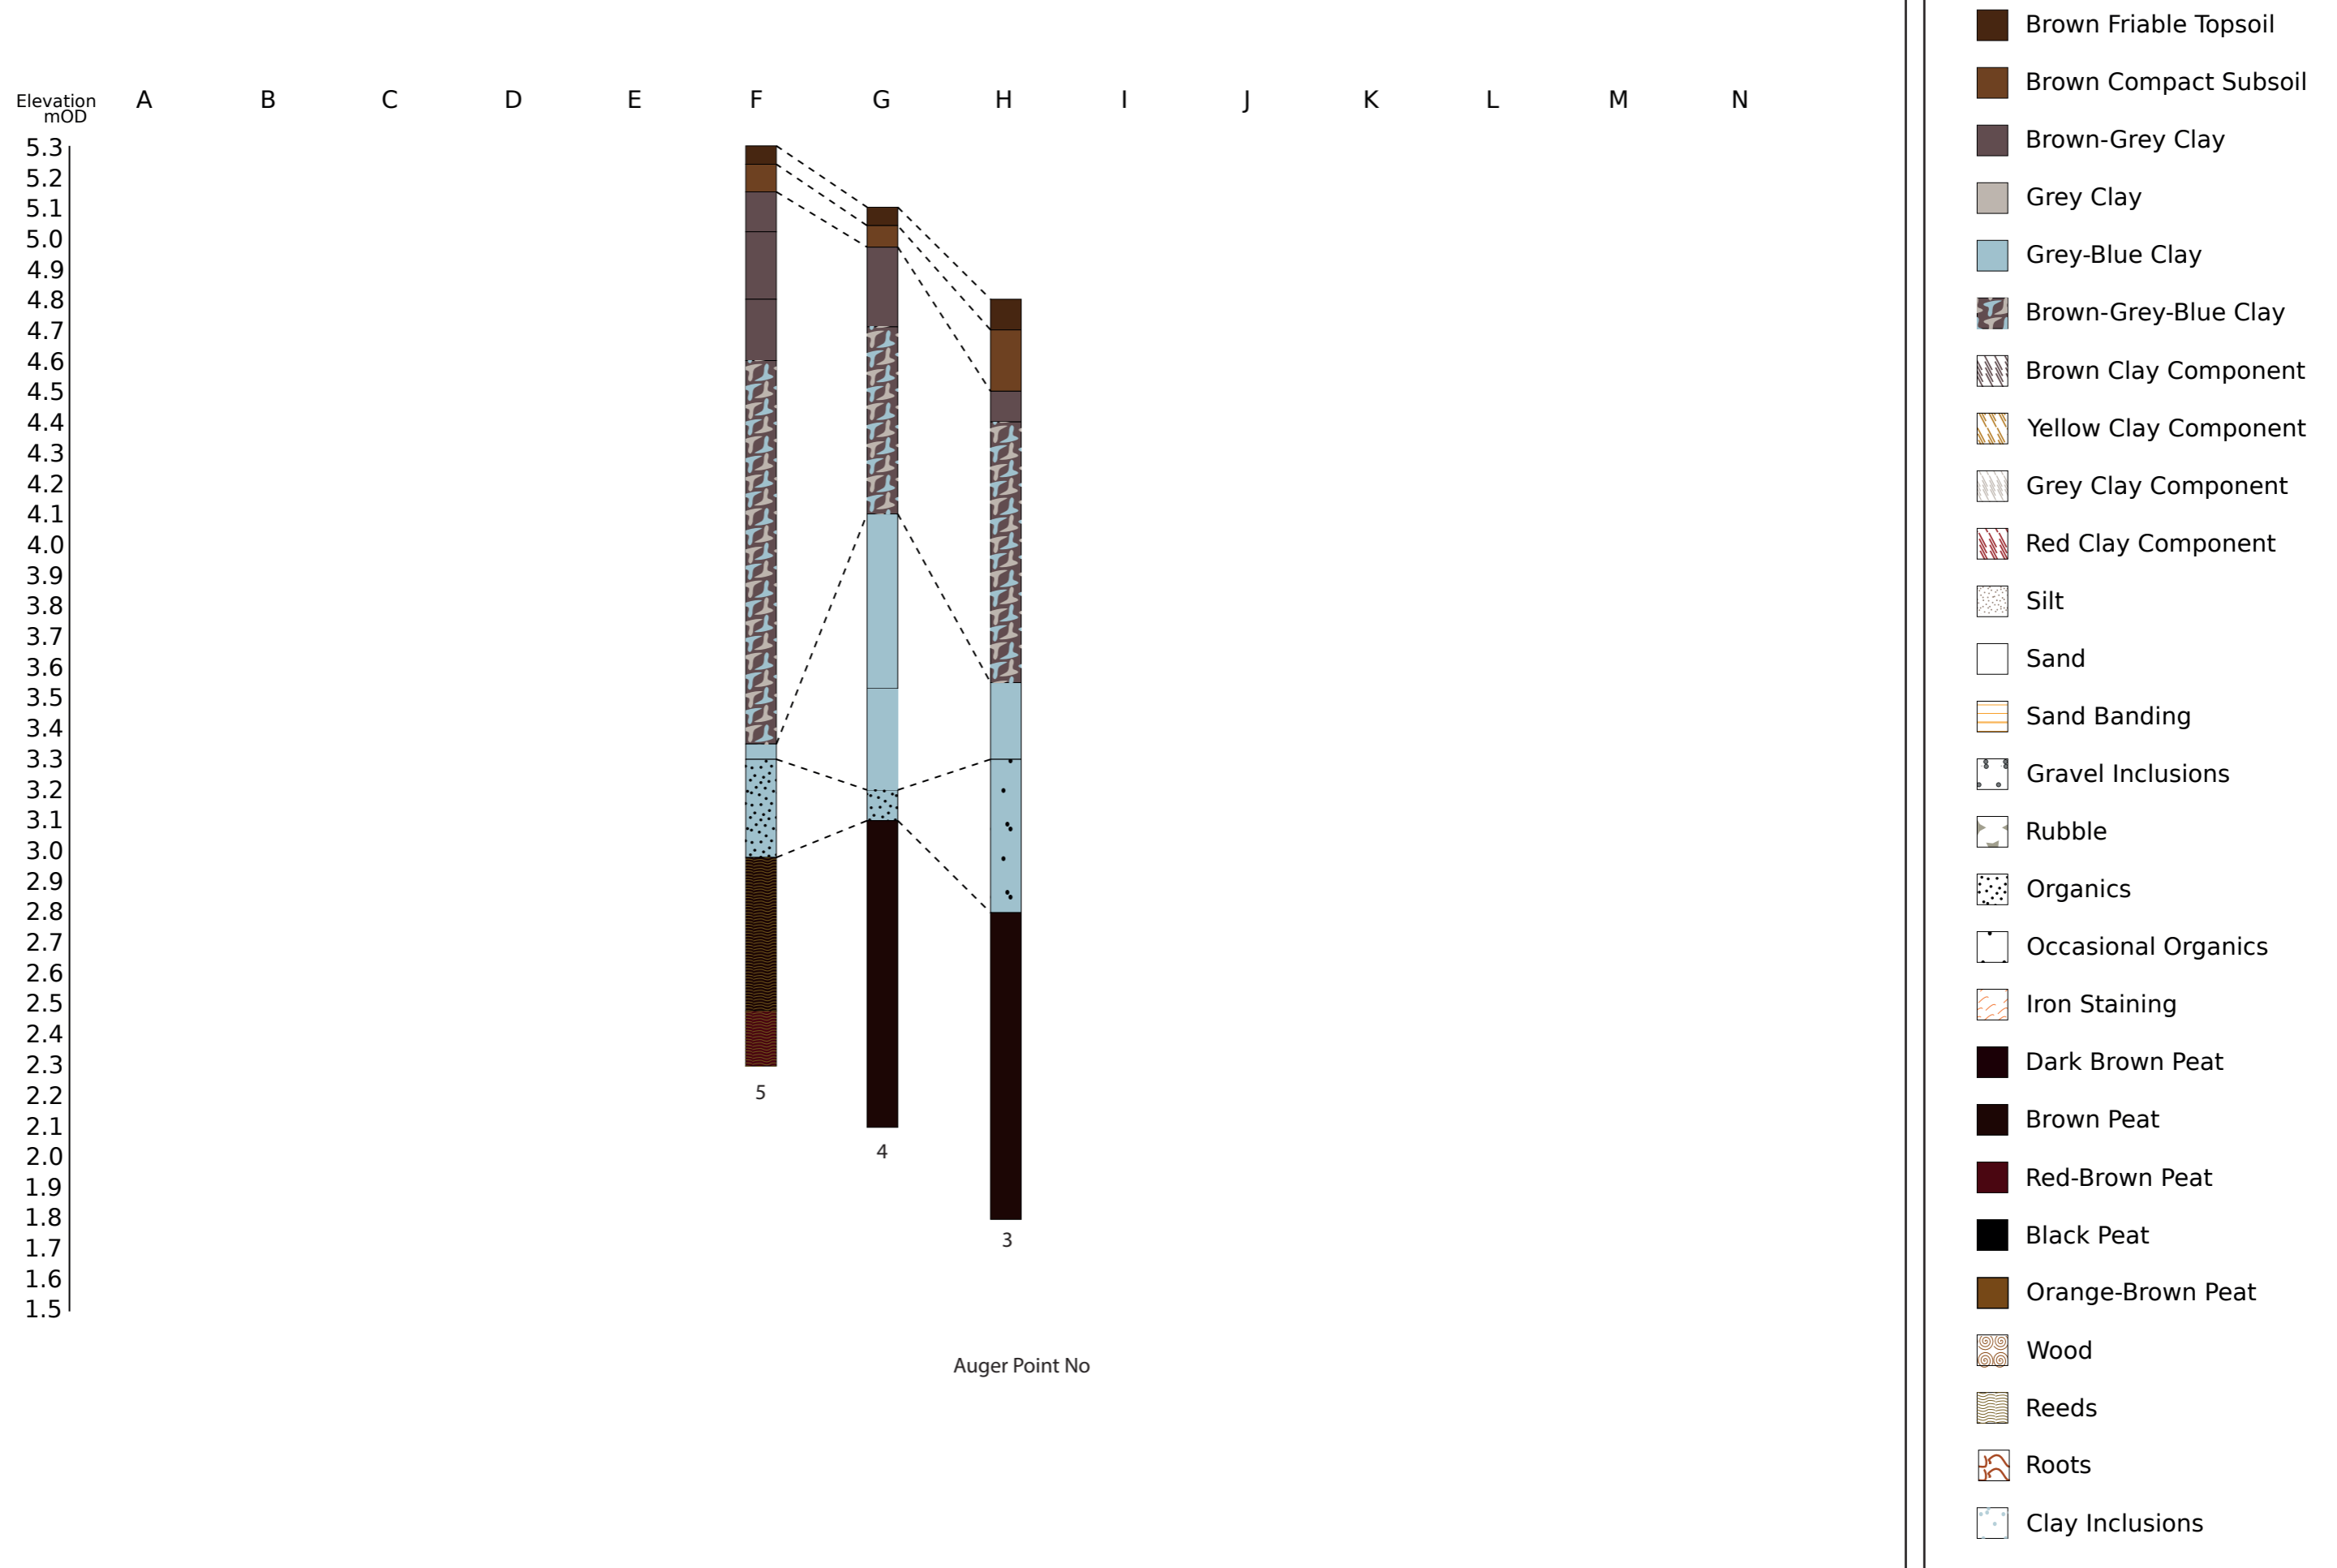 A B C D E F G H I J K L M N
Elevation
mOD
5.3
5.2
5.1
5.0
4.9
4.8
4.7
4.6
4.5
4.4
4.3
4.2
4.1
4.0
3.9
3.8
3.7
3.6
3.5
3.4
3.3
3.2
3.1
3.0
2.9
2.8
2.7
2.6
2.5
2.4
2.3
2.2
2.1
2.0
1.9
1.8
1.7
1.6
1.5
5
4
3
Auger Point No
Brown Friable Topsoil
Brown Compact Subsoil
Brown-Grey Clay
Grey Clay
Grey-Blue Clay
Brown-Grey-Blue Clay
Brown Clay Component
Yellow Clay Component
Grey Clay Component
Red Clay Component
Silt
Sand
Sand Banding
Gravel Inclusions
Rubble
Organics
Occasional Organics
Iron Staining
Dark Brown Peat
Brown Peat
Red-Brown Peat
Black Peat
Orange-Brown Peat
Wood
Reeds
Roots
Clay Inclusions